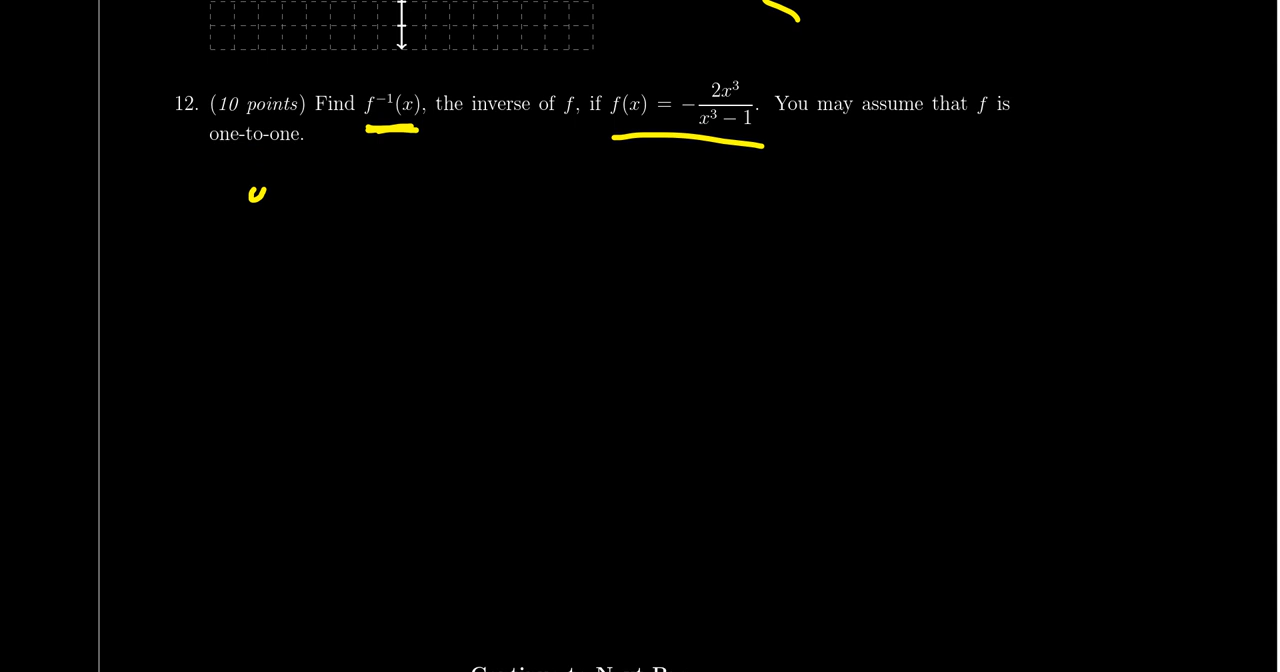 12. (10 points) Find f⁻¹(x), the inverse of f, if f(x) = −\frac{2x³}{x³ − 1}. You may assume that f is
one-to-one.